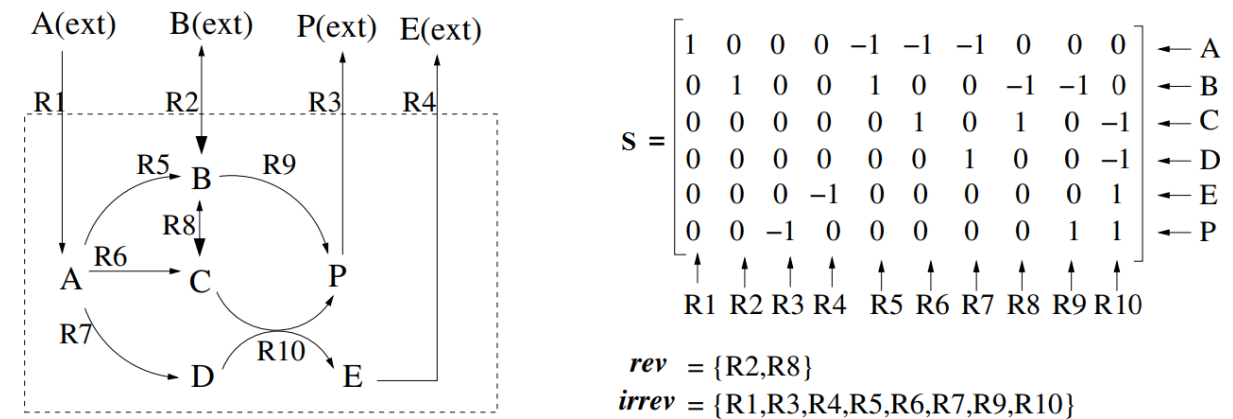 A(ext) B(ext) P(ext) E(ext)
R1 R2 R3 R4
R5 B R9
R8
R6
A C P
R7
R10
D E
S =
1 0 0 0 −1 −1 −1 0 0 0 A
0 1 0 0 1 0 0 −1 −1 0 B
0 0 0 0 0 1 0 1 0 −1 C
0 0 0 0 0 0 1 0 0 −1 D
0 0 0 −1 0 0 0 0 0 1 E
0 0 −1 0 0 0 0 0 1 1 P
R1 R2 R3 R4 R5 R6 R7 R8 R9 R10
rev = {R2,R8}
irrev = {R1,R3,R4,R5,R6,R7,R9,R10}